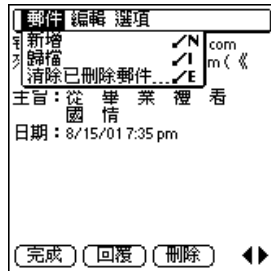 郵件 編輯 選項
新增 ✓N
歸檔 ✓I
清除已刪除郵件... ✓E
com
m (《
主旨：從畢業禮看
國情
日期：8/15/01 7:35 pm
完成 回覆 刪除